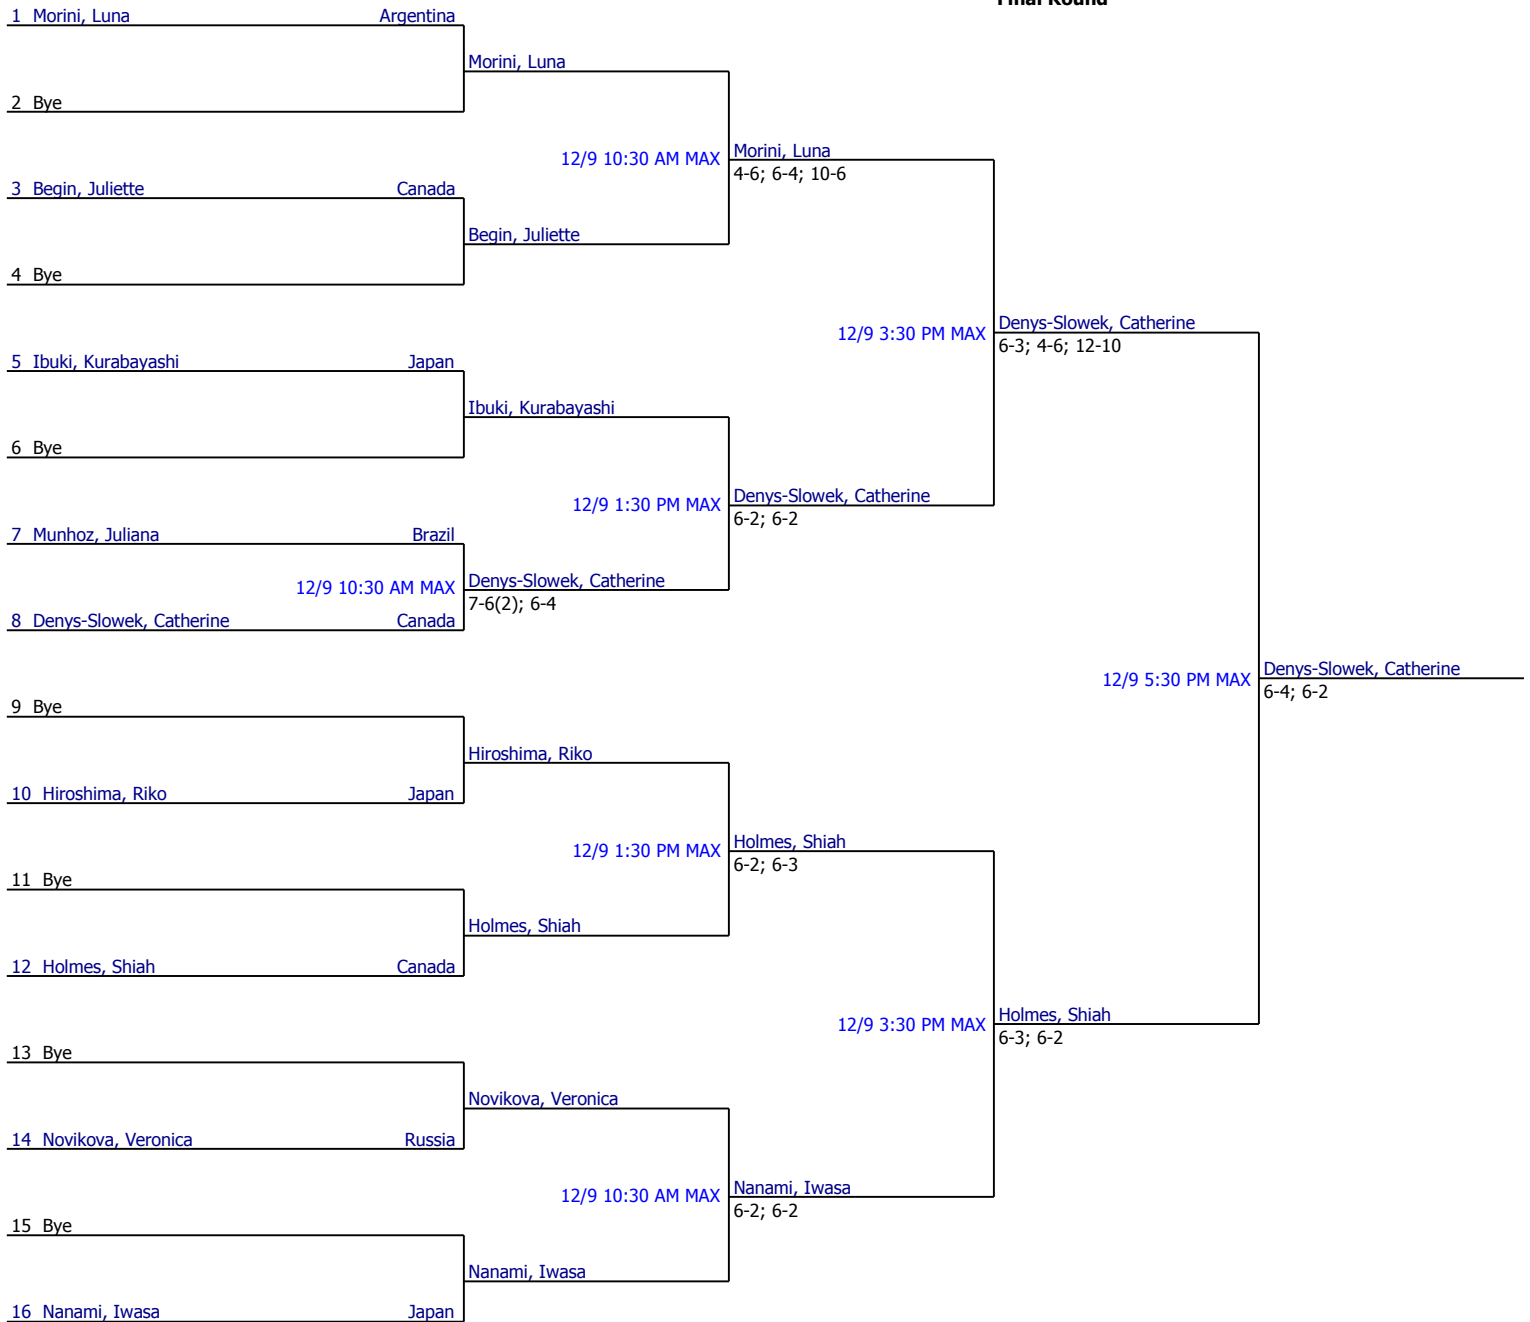 Final Round
1 Morini, Luna Argentina
Morini, Luna
2 Bye
12/9 10:30 AM MAX
Morini, Luna
4-6; 6-4; 10-6
3 Begin, Juliette Canada
Begin, Juliette
4 Bye
12/9 3:30 PM MAX
Denys-Slowek, Catherine
6-3; 4-6; 12-10
5 Ibuki, Kurabayashi Japan
Ibuki, Kurabayashi
6 Bye
12/9 1:30 PM MAX
Denys-Slowek, Catherine
6-2; 6-2
7 Munhoz, Juliana Brazil
12/9 10:30 AM MAX
Denys-Slowek, Catherine
7-6(2); 6-4
8 Denys-Slowek, Catherine Canada
12/9 5:30 PM MAX
Denys-Slowek, Catherine
6-4; 6-2
9 Bye
Hiroshima, Riko
10 Hiroshima, Riko Japan
12/9 1:30 PM MAX
Holmes, Shiah
6-2; 6-3
11 Bye
Holmes, Shiah
12 Holmes, Shiah Canada
12/9 3:30 PM MAX
Holmes, Shiah
6-3; 6-2
13 Bye
Novikova, Veronica
14 Novikova, Veronica Russia
12/9 10:30 AM MAX
Nanami, Iwasa
6-2; 6-2
15 Bye
Nanami, Iwasa
16 Nanami, Iwasa Japan